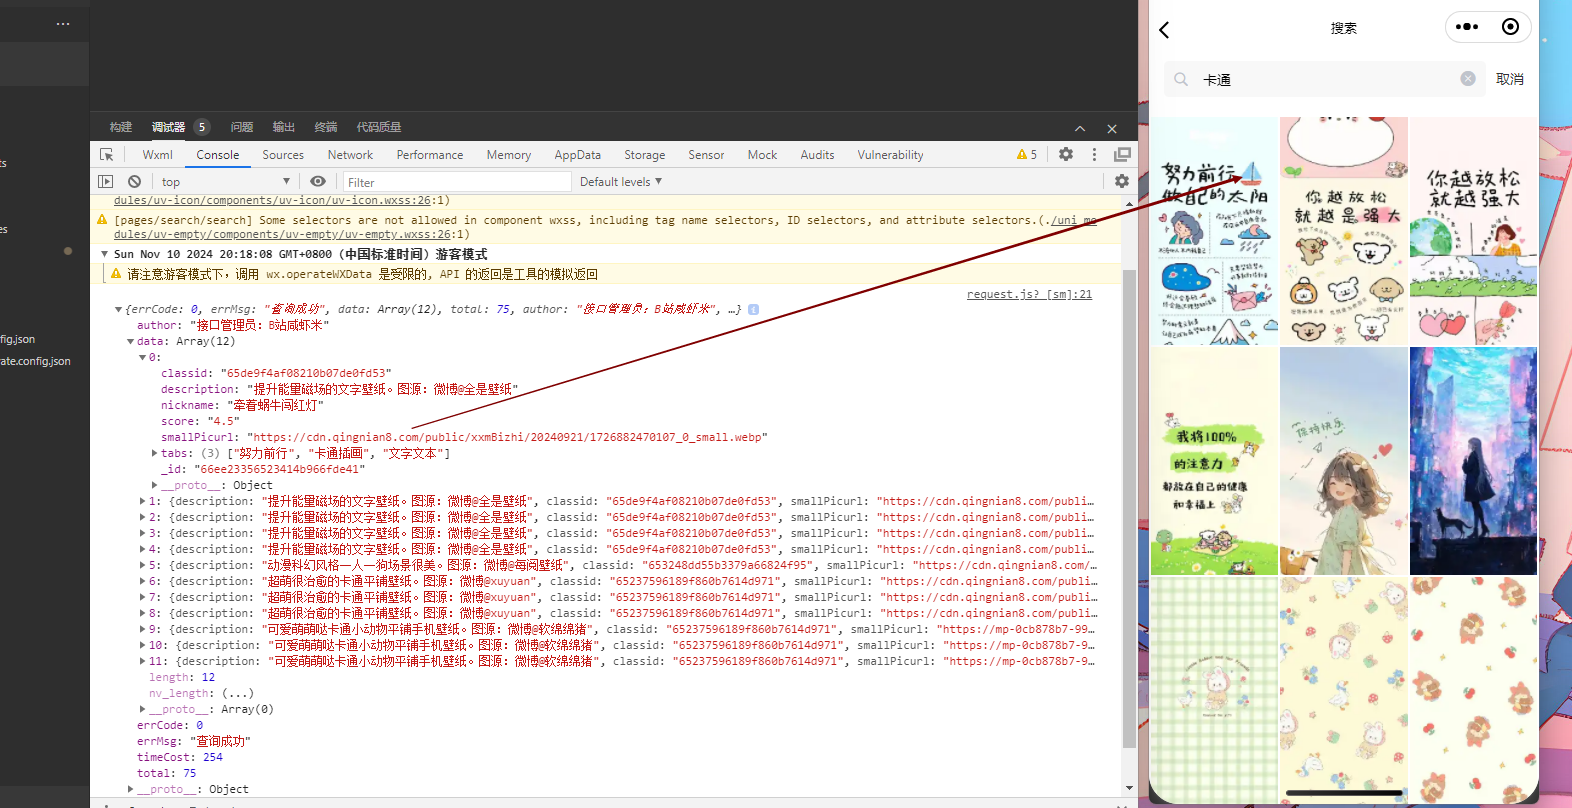 ts
es
fig.json
rate.config.json
构建 调试器 5 问题 输出 终端 代码质量
Wxml Console Sources Network Performance Memory AppData Storage Sensor Mock Audits Vulnerability 5
top Filter Default levels
dules/uv-icon/components/uv-icon/uv-icon.wxss:26:1)
[pages/search/search] Some selectors are not allowed in component wxss, including tag name selectors, ID selectors, and attribute selectors.(./uni_mo
dules/uv-empty/components/uv-empty/uv-empty.wxss:26:1)
Sun Nov 10 2024 20:18:08 GMT+0800 (中国标准时间) 游客模式
请注意游客模式下，调用 wx.operateWXData 是受限的, API 的返回是工具的模拟返回
request.js? [sm]:21
{errCode: 0, errMsg: "查询成功", data: Array(12), total: 75, author: "接口管理员：B站咸虾米", …}
author: "接口管理员：B站咸虾米"
data: Array(12)
0:
classid: "65de9f4af08210b07de0fd53"
description: "提升能量磁场的文字壁纸。图源：微博@全是壁纸"
nickname: "牵着蜗牛闯红灯"
score: "4.5"
smallPicurl: "https://cdn.qingnian8.com/public/xxmBizhi/20240921/1726882470107_0_small.webp"
tabs: (3) ["努力前行", "卡通插画", "文字文本"]
_id: "66ee23356523414b966fde41"
__proto__: Object
1: {description: "提升能量磁场的文字壁纸。图源：微博@全是壁纸", classid: "65de9f4af08210b07de0fd53", smallPicurl: "https://cdn.qingnian8.com/publi…
2: {description: "提升能量磁场的文字壁纸。图源：微博@全是壁纸", classid: "65de9f4af08210b07de0fd53", smallPicurl: "https://cdn.qingnian8.com/publi…
3: {description: "提升能量磁场的文字壁纸。图源：微博@全是壁纸", classid: "65de9f4af08210b07de0fd53", smallPicurl: "https://cdn.qingnian8.com/publi…
4: {description: "提升能量磁场的文字壁纸。图源：微博@全是壁纸", classid: "65de9f4af08210b07de0fd53", smallPicurl: "https://cdn.qingnian8.com/publi…
5: {description: "动漫科幻风格一人一狗场景很美。图源：微博@每阅壁纸", classid: "653248dd55b3379a66824f95", smallPicurl: "https://cdn.qingnian8.com/…
6: {description: "超萌很治愈的卡通平铺壁纸。图源：微博@xuyuan", classid: "65237596189f860b7614d971", smallPicurl: "https://cdn.qingnian8.com/publi…
7: {description: "超萌很治愈的卡通平铺壁纸。图源：微博@xuyuan", classid: "65237596189f860b7614d971", smallPicurl: "https://cdn.qingnian8.com/publi…
8: {description: "超萌很治愈的卡通平铺壁纸。图源：微博@xuyuan", classid: "65237596189f860b7614d971", smallPicurl: "https://cdn.qingnian8.com/publi…
9: {description: "可爱萌萌哒卡通小动物平铺手机壁纸。图源：微博@软绵绵猪", classid: "65237596189f860b7614d971", smallPicurl: "https://mp-0cb878b7-99…
10: {description: "可爱萌萌哒卡通小动物平铺手机壁纸。图源：微博@软绵绵猪", classid: "65237596189f860b7614d971", smallPicurl: "https://mp-0cb878b7-9…
11: {description: "可爱萌萌哒卡通小动物平铺手机壁纸。图源：微博@软绵绵猪", classid: "65237596189f860b7614d971", smallPicurl: "https://mp-0cb878b7-9…
length: 12
nv_length: (...)
__proto__: Array(0)
errCode: 0
errMsg: "查询成功"
timeCost: 254
total: 75
__proto__: Object
搜索
卡通 取消
努力前行
做自己的太阳
你越放松
就越是强大
你越放松
就越强大
我将100%
的注意力
都放在自己的健康
和幸福上
保持快乐